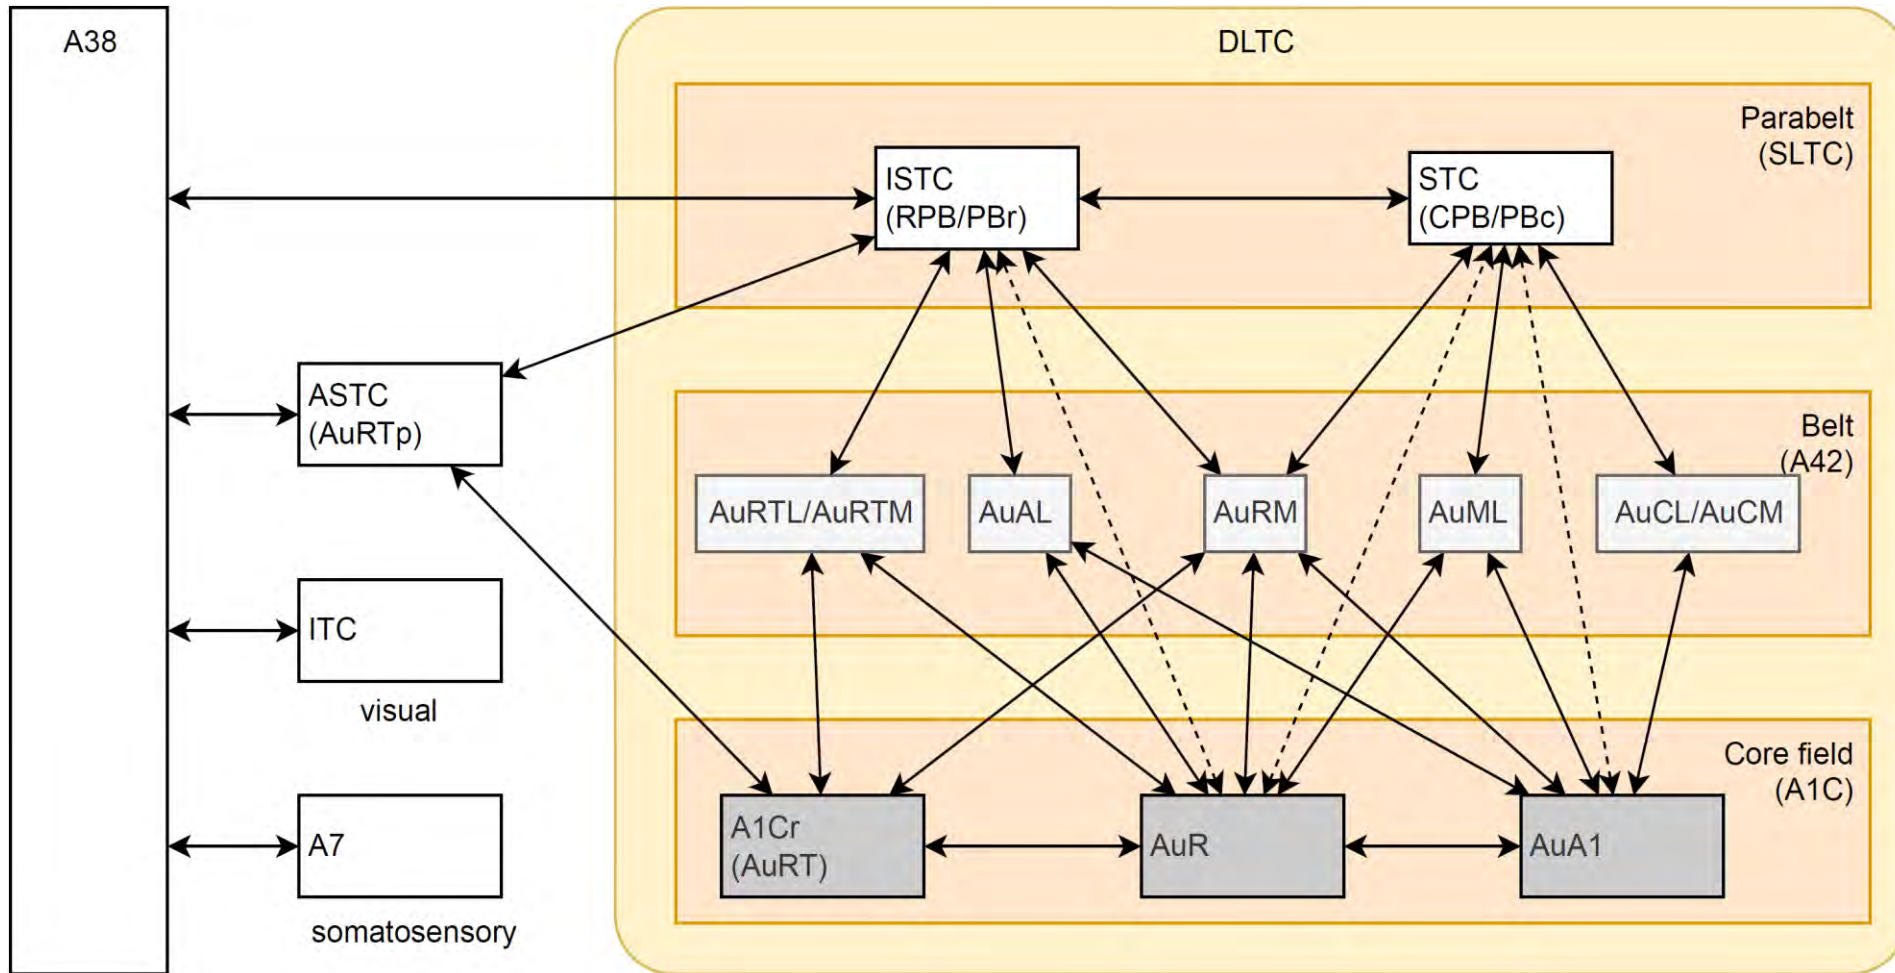 A38
DLTC
Parabelt
(SLTC)
ISTC
(RPB/PBr)
STC
(CPB/PBc)
ASTC
(AuRTp)
Belt
(A42)
AuRTL/AuRTM
AuAL
AuRM
AuML
AuCL/AuCM
ITC
visual
Core field
(A1C)
A1Cr
(AuRT)
AuR
AuA1
A7
somatosensory